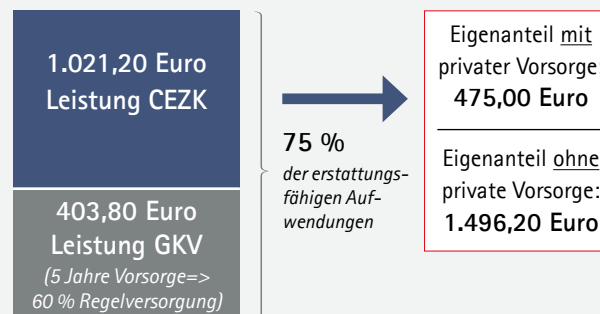 1.021,20 Euro
Leistung CEZK
403,80 Euro
Leistung GKV
(5 Jahre Vorsorge=>
60 % Regelversorgung)
75 %
der erstattungs-
fähigen Auf-
wendungen
Eigenanteil mit
privater Vorsorge:
475,00 Euro
Eigenanteil ohne
private Vorsorge:
1.496,20 Euro